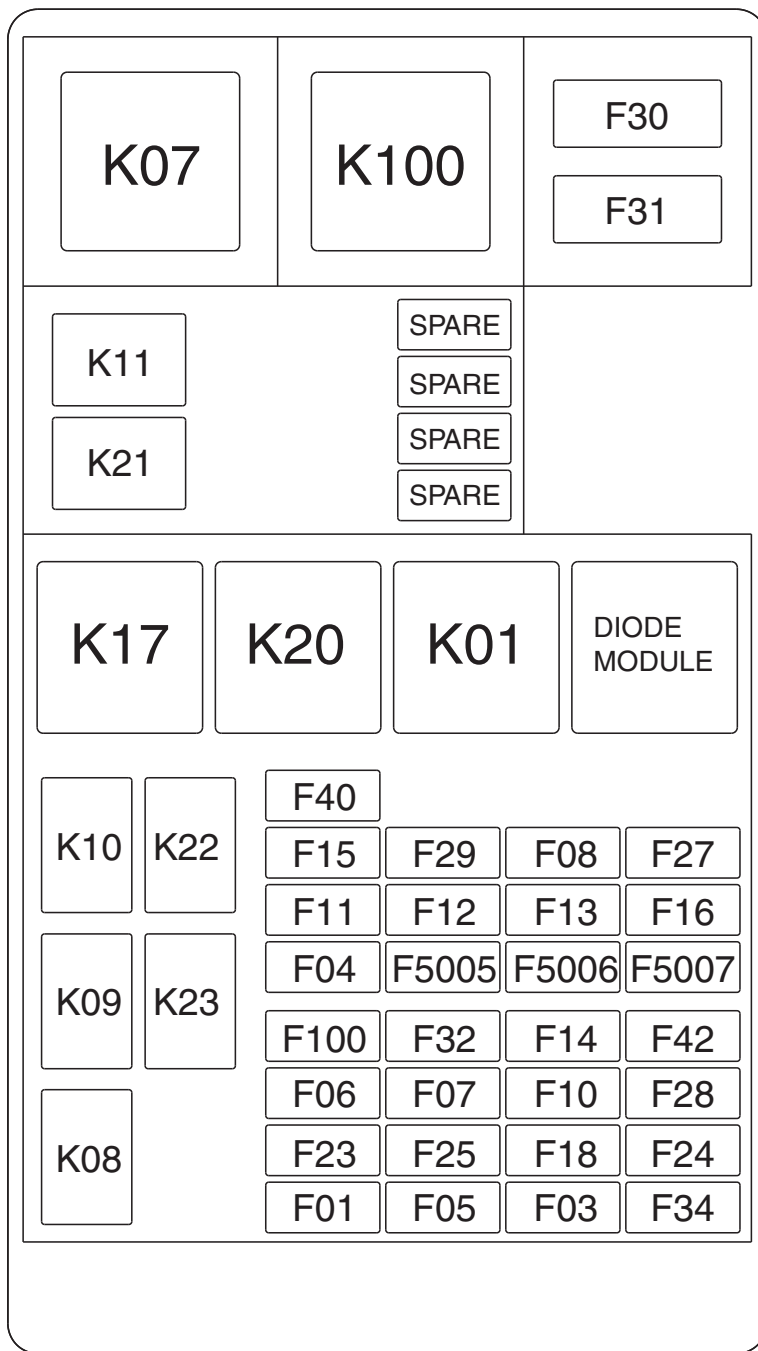 K07
K100
F30
F31
K11
K21
SPARE
SPARE
SPARE
SPARE
K17
K20
K01
DIODE
MODULE
K10
K22
K09
K23
K08
F40
F15 F29 F08 F27
F11 F12 F13 F16
F04 F5005 F5006 F5007
F100 F32 F14 F42
F06 F07 F10 F28
F23 F25 F18 F24
F01 F05 F03 F34